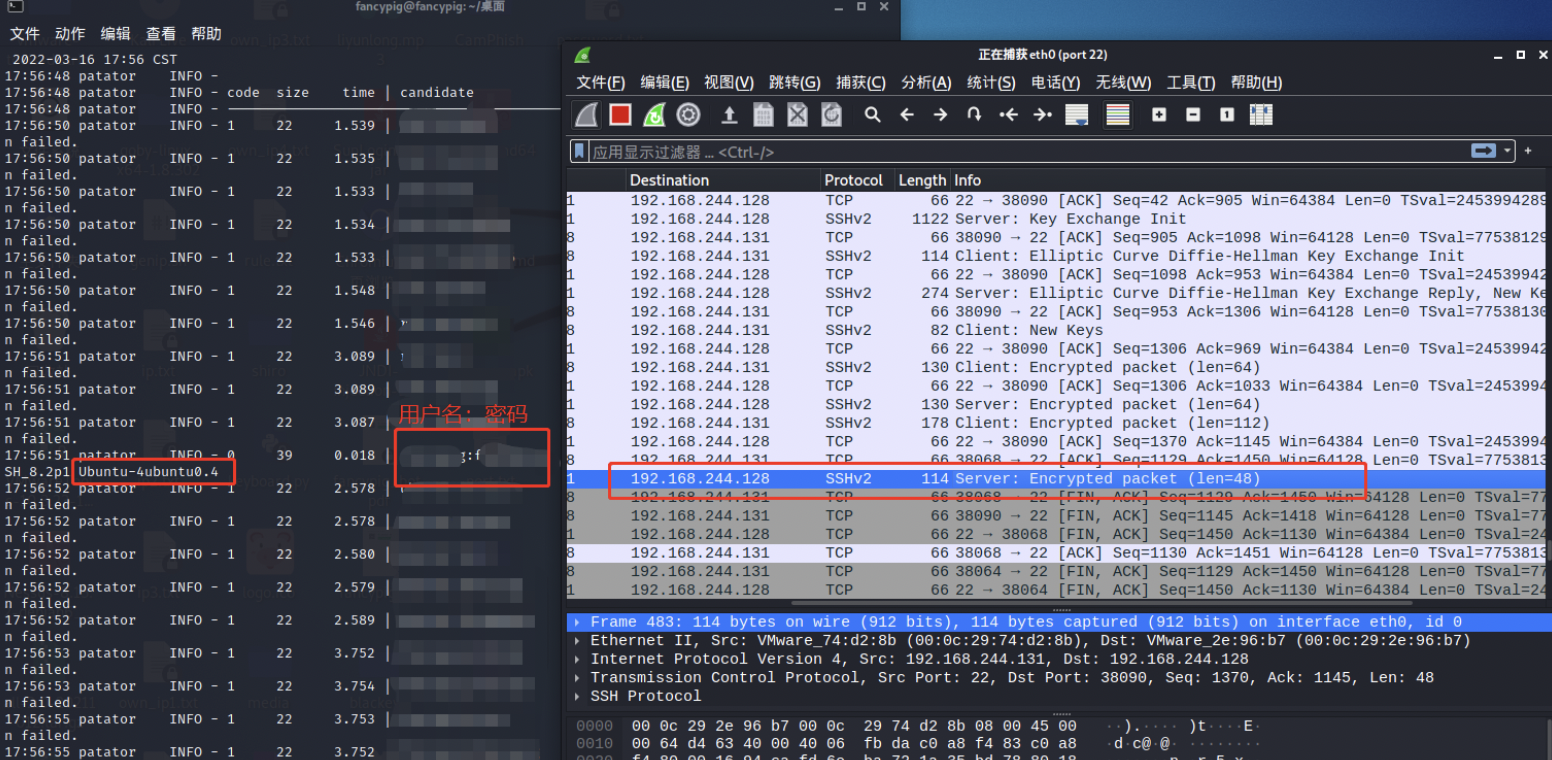 fancypig@fancypig: ~/桌面
文件 动作 编辑 查看 帮助
2022-03-16 17:56 CST
17:56:48 patator INFO -
17:56:48 patator INFO - code size time | candidate
17:56:48 patator INFO -
17:56:50 patator INFO - 1 22 1.539 |
n failed.
17:56:50 patator INFO - 1 22 1.535 |
n failed.
17:56:50 patator INFO - 1 22 1.533 |
n failed.
17:56:50 patator INFO - 1 22 1.534 |
n failed.
17:56:50 patator INFO - 1 22 1.533 |
n failed.
17:56:50 patator INFO - 1 22 1.548 |
n failed.
17:56:50 patator INFO - 1 22 1.546 |
n failed.
17:56:51 patator INFO - 1 22 3.089 |
n failed.
17:56:51 patator INFO - 1 22 3.089 |
n failed.
17:56:51 patator INFO - 1 22 3.087 |
n failed.
用户名：密码
17:56:51 patator INFO - 0 39 0.018 | g:f
SH_8.2p1 Ubuntu-4ubuntu0.4
17:56:52 patator INFO - 1 22 2.578 |
n failed.
17:56:52 patator INFO - 1 22 2.578 |
n failed.
17:56:52 patator INFO - 1 22 2.580 |
n failed.
17:56:52 patator INFO - 1 22 2.579 |
n failed.
17:56:52 patator INFO - 1 22 2.589 |
n failed.
17:56:53 patator INFO - 1 22 3.752 |
n failed.
17:56:53 patator INFO - 1 22 3.754 |
n failed.
17:56:55 patator INFO - 1 22 3.753 |
n failed.
17:56:55 patator INFO - 1 22 3.752
正在捕获 eth0 (port 22)
文件(F) 编辑(E) 视图(V) 跳转(G) 捕获(C) 分析(A) 统计(S) 电话(Y) 无线(W) 工具(T) 帮助(H)
应用显示过滤器 … <Ctrl-/>
Destination Protocol Length Info
1 192.168.244.128 TCP 66 22 → 38090 [ACK] Seq=42 Ack=905 Win=64384 Len=0 TSval=2453994289
1 192.168.244.128 SSHv2 1122 Server: Key Exchange Init
8 192.168.244.131 TCP 66 38090 → 22 [ACK] Seq=905 Ack=1098 Win=64128 Len=0 TSval=77538129
8 192.168.244.131 SSHv2 114 Client: Elliptic Curve Diffie-Hellman Key Exchange Init
1 192.168.244.128 TCP 66 22 → 38090 [ACK] Seq=1098 Ack=953 Win=64384 Len=0 TSval=24539942
1 192.168.244.128 SSHv2 274 Server: Elliptic Curve Diffie-Hellman Key Exchange Reply, New Ke
8 192.168.244.131 TCP 66 38090 → 22 [ACK] Seq=953 Ack=1306 Win=64128 Len=0 TSval=77538130
8 192.168.244.131 SSHv2 82 Client: New Keys
1 192.168.244.128 TCP 66 22 → 38090 [ACK] Seq=1306 Ack=969 Win=64384 Len=0 TSval=24539942
8 192.168.244.131 SSHv2 130 Client: Encrypted packet (len=64)
1 192.168.244.128 TCP 66 22 → 38090 [ACK] Seq=1306 Ack=1033 Win=64384 Len=0 TSval=2453994
1 192.168.244.128 SSHv2 130 Server: Encrypted packet (len=64)
8 192.168.244.131 SSHv2 178 Client: Encrypted packet (len=112)
1 192.168.244.128 TCP 66 22 → 38090 [ACK] Seq=1370 Ack=1145 Win=64384 Len=0 TSval=2453994
8 192.168.244.131 TCP 66 38068 → 22 [ACK] Seq=1129 Ack=1450 Win=64128 Len=0 TSval=7753813
1 192.168.244.128 SSHv2 114 Server: Encrypted packet (len=48)
8 192.168.244.131 TCP 66 38068 → 22 [FIN, ACK] Seq=1129 Ack=1450 Win=64128 Len=0 TSval=77
8 192.168.244.131 TCP 66 38090 → 22 [FIN, ACK] Seq=1145 Ack=1418 Win=64128 Len=0 TSval=77
1 192.168.244.128 TCP 66 22 → 38068 [FIN, ACK] Seq=1450 Ack=1130 Win=64384 Len=0 TSval=24
8 192.168.244.131 TCP 66 38068 → 22 [ACK] Seq=1130 Ack=1451 Win=64128 Len=0 TSval=7753813
8 192.168.244.131 TCP 66 38064 → 22 [FIN, ACK] Seq=1129 Ack=1450 Win=64128 Len=0 TSval=77
1 192.168.244.128 TCP 66 22 → 38064 [FIN, ACK] Seq=1450 Ack=1130 Win=64384 Len=0 TSval=24
Frame 483: 114 bytes on wire (912 bits), 114 bytes captured (912 bits) on interface eth0, id 0
Ethernet II, Src: VMware_74:d2:8b (00:0c:29:74:d2:8b), Dst: VMware_2e:96:b7 (00:0c:29:2e:96:b7)
Internet Protocol Version 4, Src: 192.168.244.131, Dst: 192.168.244.128
Transmission Control Protocol, Src Port: 22, Dst Port: 38090, Seq: 1370, Ack: 1145, Len: 48
SSH Protocol
0000 00 0c 29 2e 96 b7 00 0c 29 74 d2 8b 08 00 45 00 ··).···· )t····E·
0010 00 64 d4 63 40 00 40 06 fb da c0 a8 f4 83 c0 a8 ·d·c@·@· ········